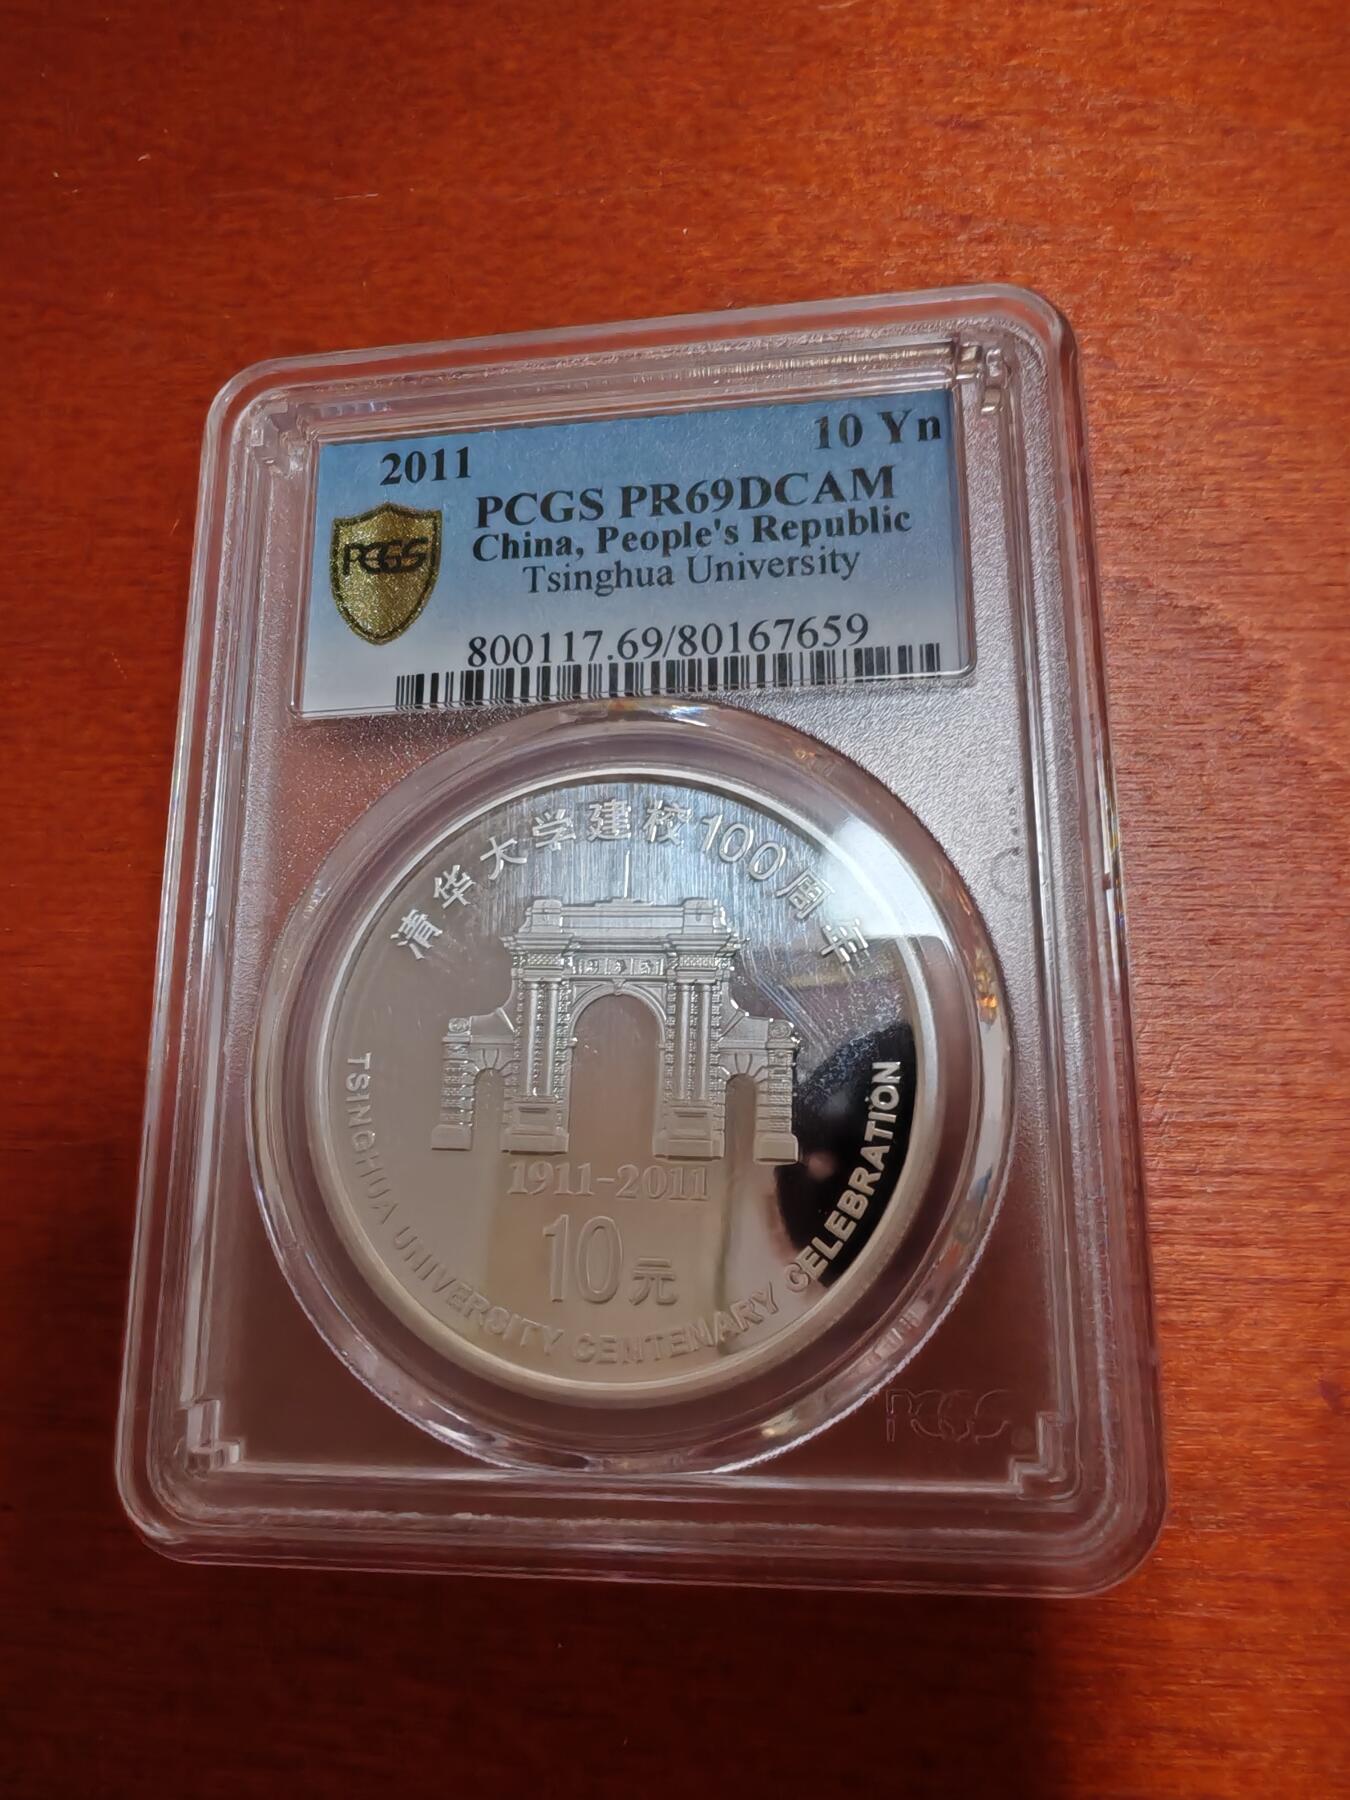 2011
10 Yn
PCGS PR69DCAM
China, People's Republic
Tsinghua University
PCGS
800117.69/80167659
清华大学建校100周年
1911-2011
10元
TSINGHUA UNIVERSITY CENTENARY CELEBRATION
PCGS